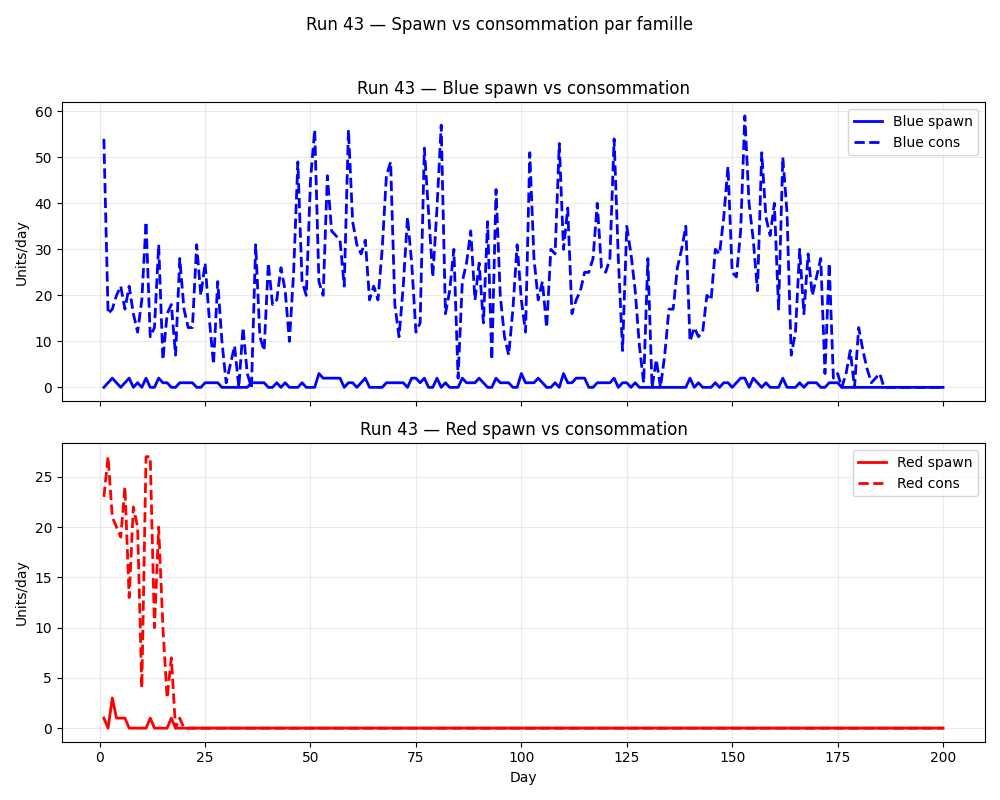 Run 43 — Spawn vs consommation par famille
Run 43 — Blue spawn vs consommation
60
50
40
30
20
10
0
Units/day
Blue spawn
Blue cons
Run 43 — Red spawn vs consommation
25
20
15
10
5
0
Units/day
Red spawn
Red cons
0 25 50 75 100 125 150 175 200
Day